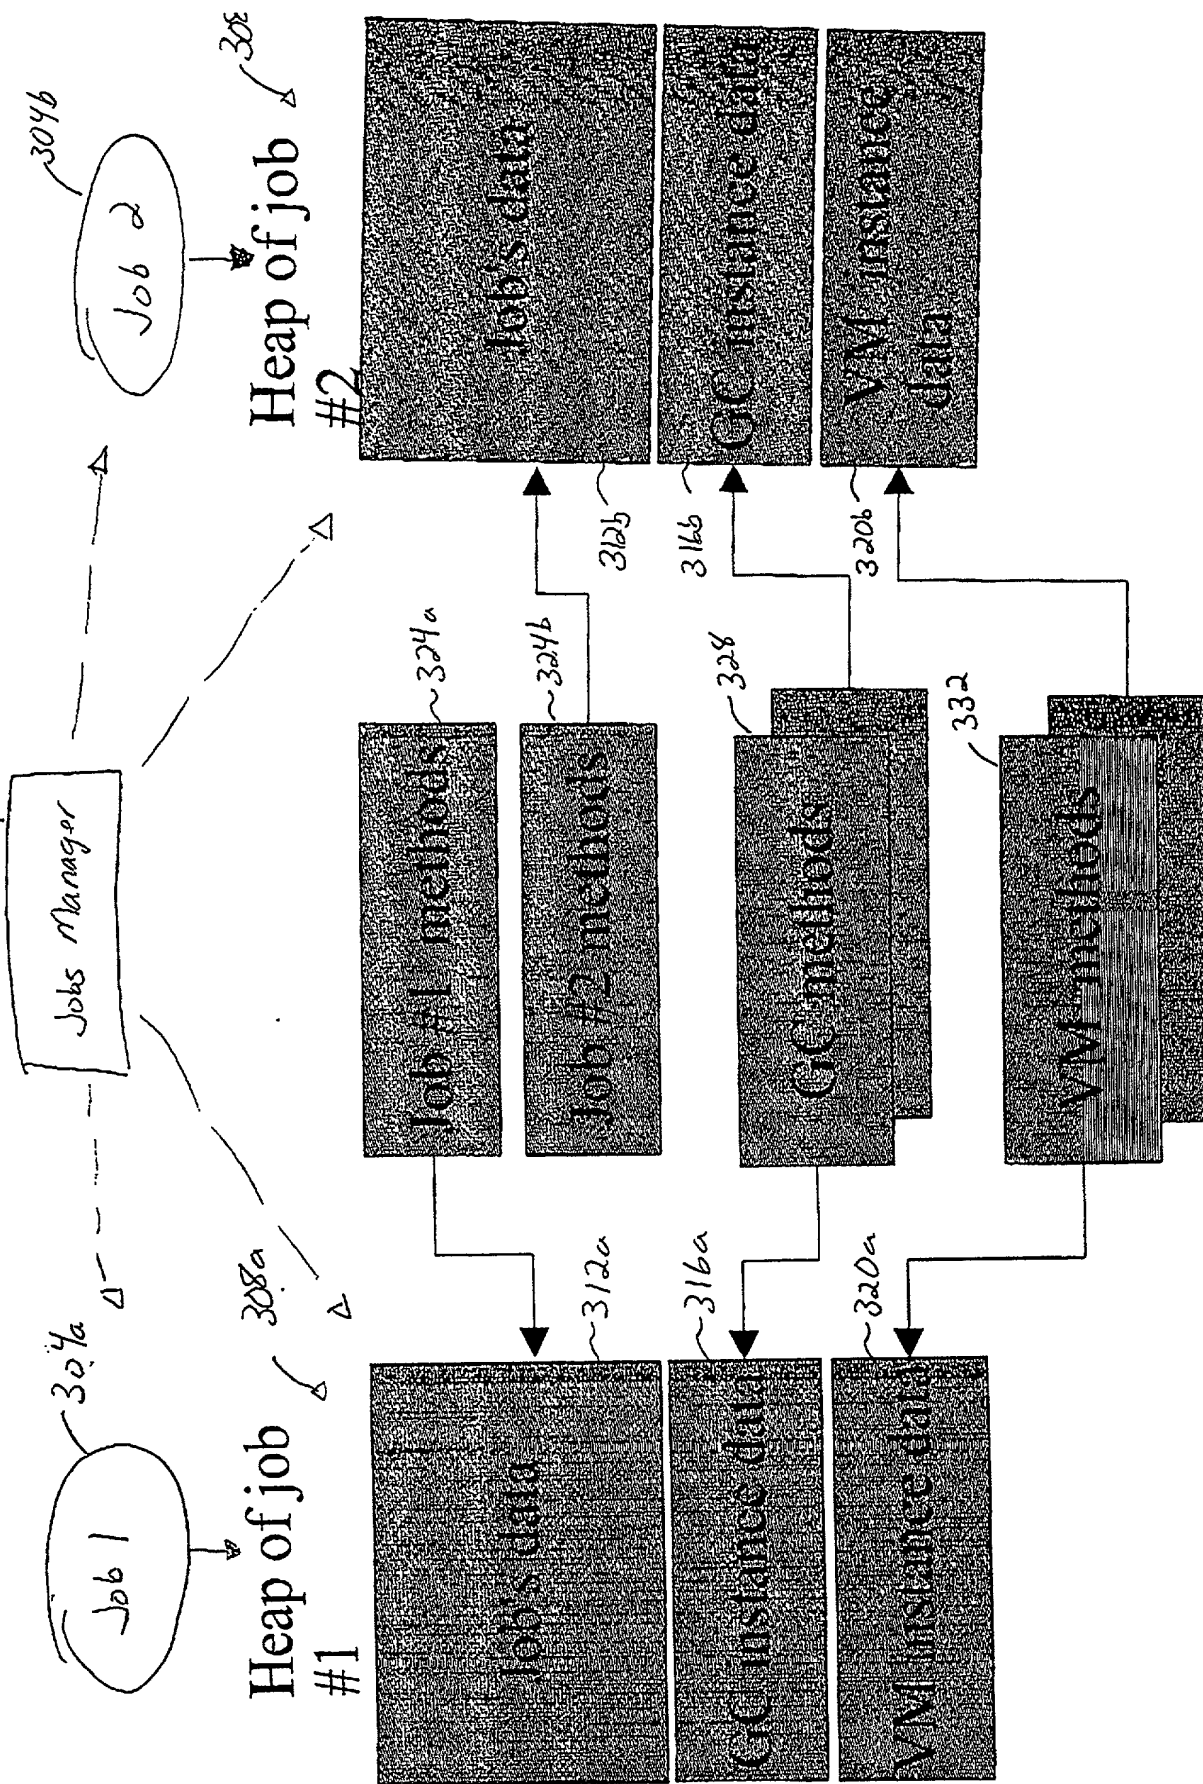 Jobs Manager
304a
Job 1
304b
Job 2
308a
Heap of job
#1
308
Heap of job
#2
Job's data
312a
GC instance data
316a
VM instance data
320a
Job #1 methods
324a
Job #2 methods
324b
GC methods
328
VM methods
332
Job's data
312b
GC instance data
316b
VM instance
data
320b